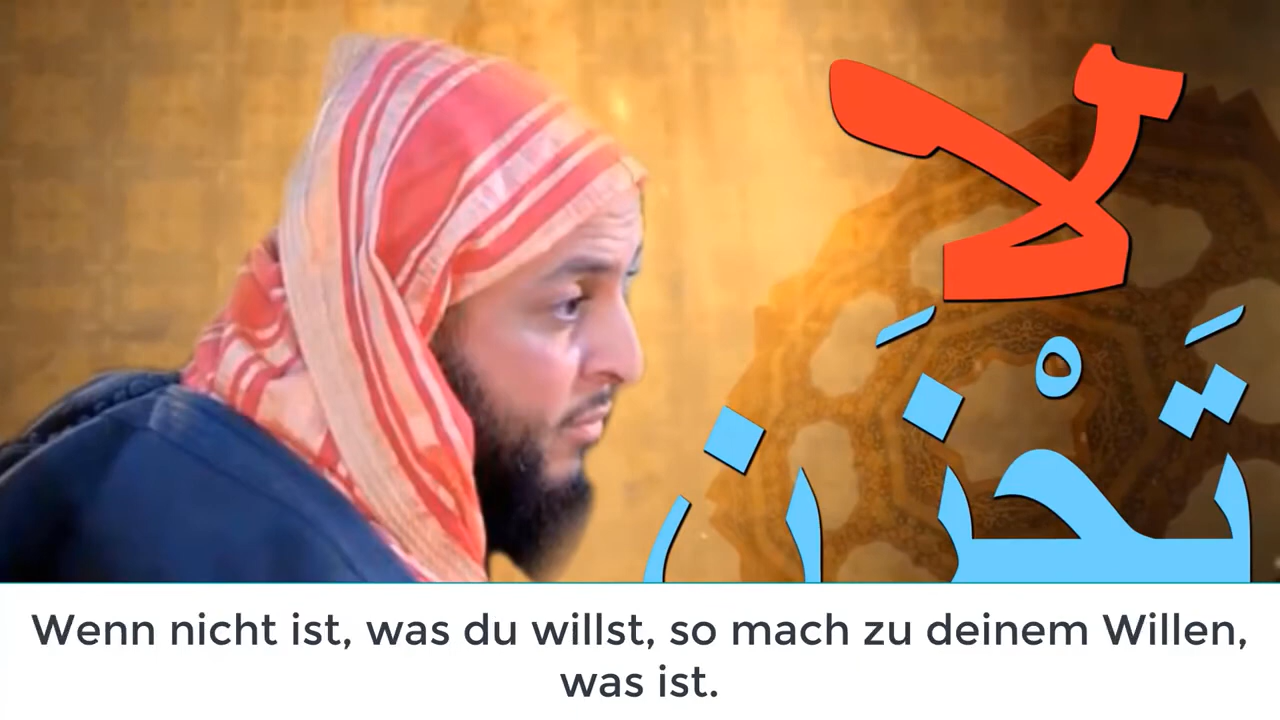 لا
تَحْزَن
Wenn nicht ist, was du willst, so mach zu deinem Willen,
was ist.